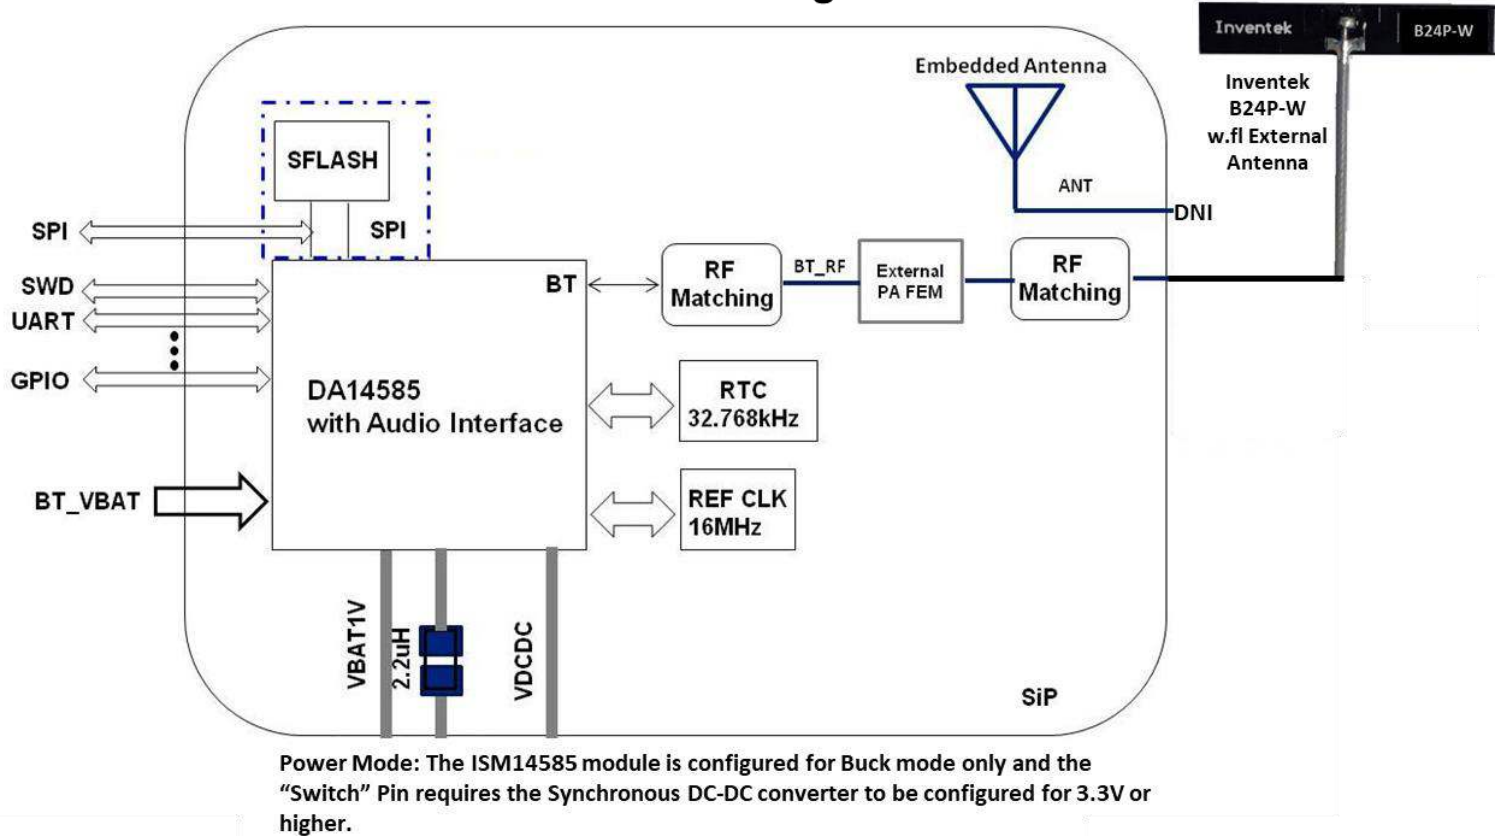 Inventek
B24P-W
Embedded Antenna
Inventek
B24P-W
w.fl External
Antenna
SFLASH
ANT
DNI
SPI
SPI
SWD
BT
RF
Matching
BT_RF
External
PA FEM
RF
Matching
UART
GPIO
DA14585
with Audio Interface
RTC
32.768kHz
BT_VBAT
REF CLK
16MHz
VBAT1V
2.2uH
VDCDC
SiP
Power Mode: The ISM14585 module is configured for Buck mode only and the
“Switch” Pin requires the Synchronous DC-DC converter to be configured for 3.3V or
higher.